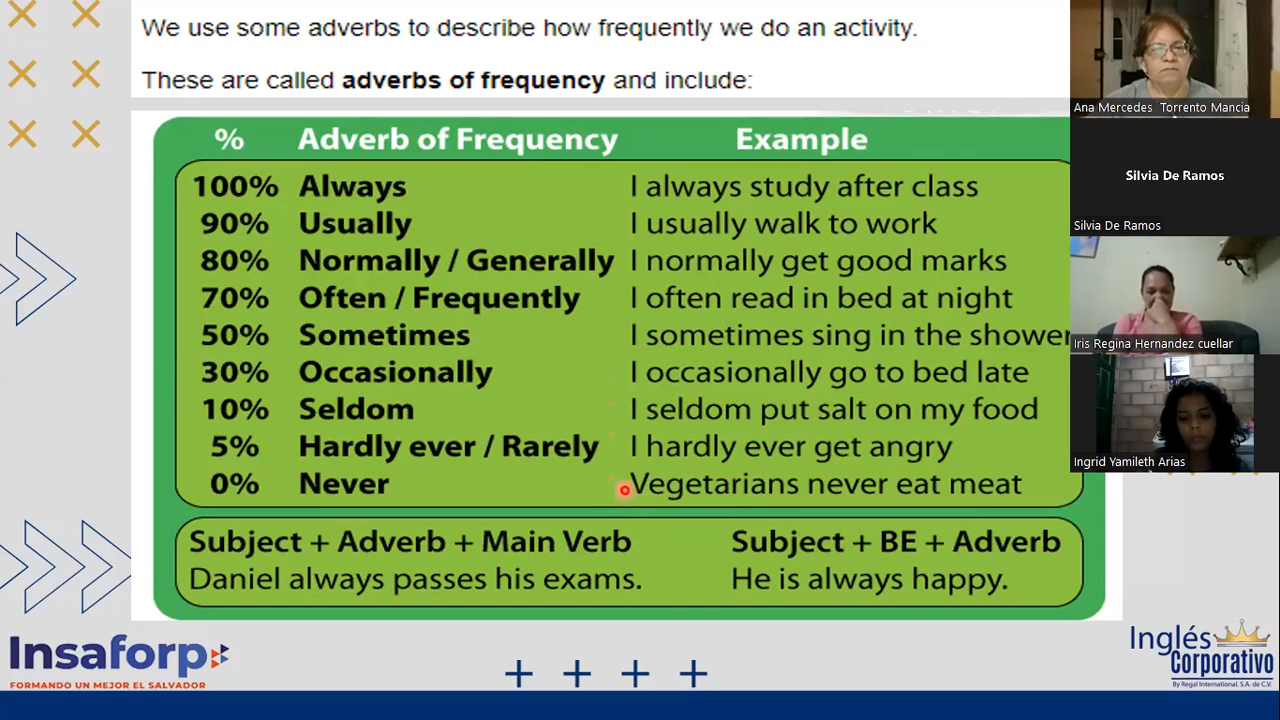 We use some adverbs to describe how frequently we do an activity.
These are called adverbs of frequency and include:
% Adverb of Frequency Example
100% Always I always study after class
90% Usually I usually walk to work
80% Normally / Generally I normally get good marks
70% Often / Frequently I often read in bed at night
50% Sometimes I sometimes sing in the shower
30% Occasionally I occasionally go to bed late
10% Seldom I seldom put salt on my food
5% Hardly ever / Rarely I hardly ever get angry
0% Never Vegetarians never eat meat
Subject + Adverb + Main Verb Subject + BE + Adverb
Daniel always passes his exams. He is always happy.
Ana Mercedes Torrento Mancia
Silvia De Ramos
Silvia De Ramos
Iris Regina Hernandez cuellar
Ingrid Yamileth Arias
Insaforp
FORMANDO UN MEJOR EL SALVADOR
Inglés
Corporativo
By Regal International, S.A. de C.V.